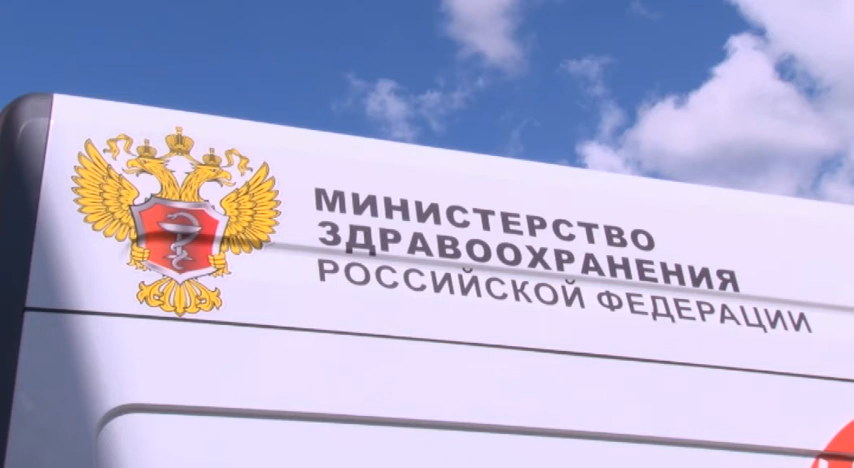 МИНИСТЕРСТВО
ЗДРАВООХРАНЕНИЯ
РОССИЙСКОЙ ФЕДЕРАЦИИ